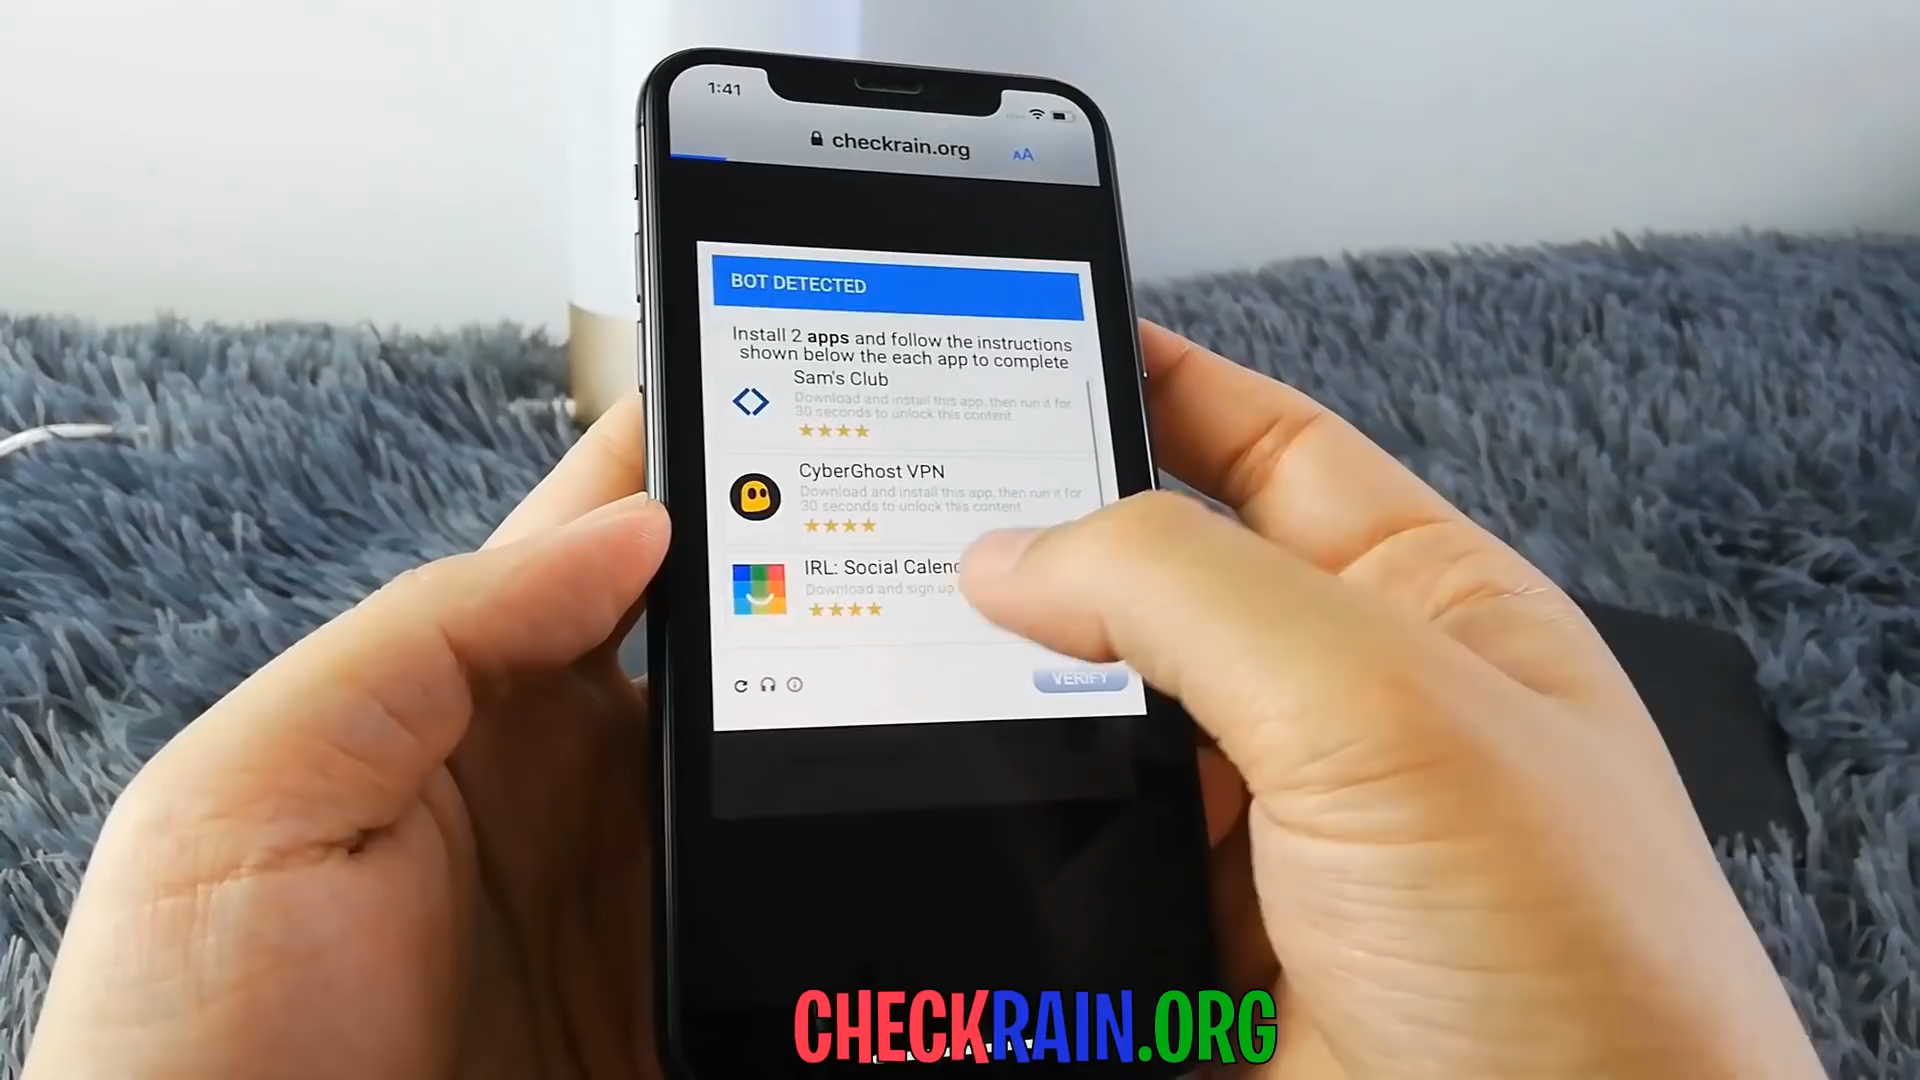 1:41
checkrain.org
AA
BOT DETECTED
Install 2 apps and follow the instructions
shown below the each app to complete
Sam's Club
Download and install this app, then run it for
30 seconds to unlock this content.
CyberGhost VPN
Download and install this app, then run it for
30 seconds to unlock this content
IRL: Social Calend
Download and sign up
VERIFY
CHECKRAIN.ORG